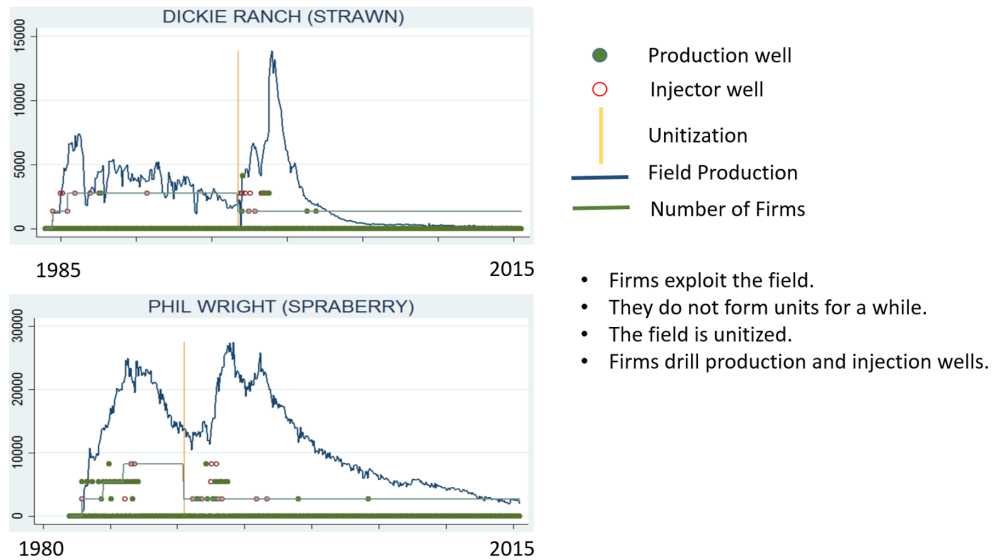 DICKIE RANCH (STRAWN)
15000
10000
5000
0
1985
2015
PHIL WRIGHT (SPRABERRY)
30000
20000
10000
0
1980
2015
Production well
Injector well
Unitization
Field Production
Number of Firms
• Firms exploit the field.
• They do not form units for a while.
• The field is unitized.
• Firms drill production and injection wells.